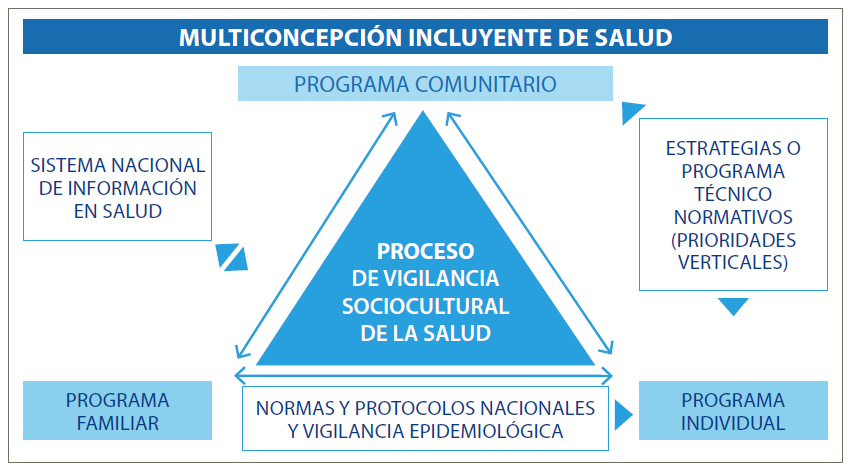 MULTICONCEPCIÓN INCLUYENTE DE SALUD
PROGRAMA COMUNITARIO
SISTEMA NACIONAL
DE INFORMACIÓN
EN SALUD
ESTRATEGIAS O
PROGRAMA
TÉCNICO
NORMATIVOS
(PRIORIDADES
VERTICALES)
PROCESO
DE VIGILANCIA
SOCIOCULTURAL
DE LA SALUD
PROGRAMA
FAMILIAR
NORMAS Y PROTOCOLOS NACIONALES
Y VIGILANCIA EPIDEMIOLÓGICA
PROGRAMA
INDIVIDUAL